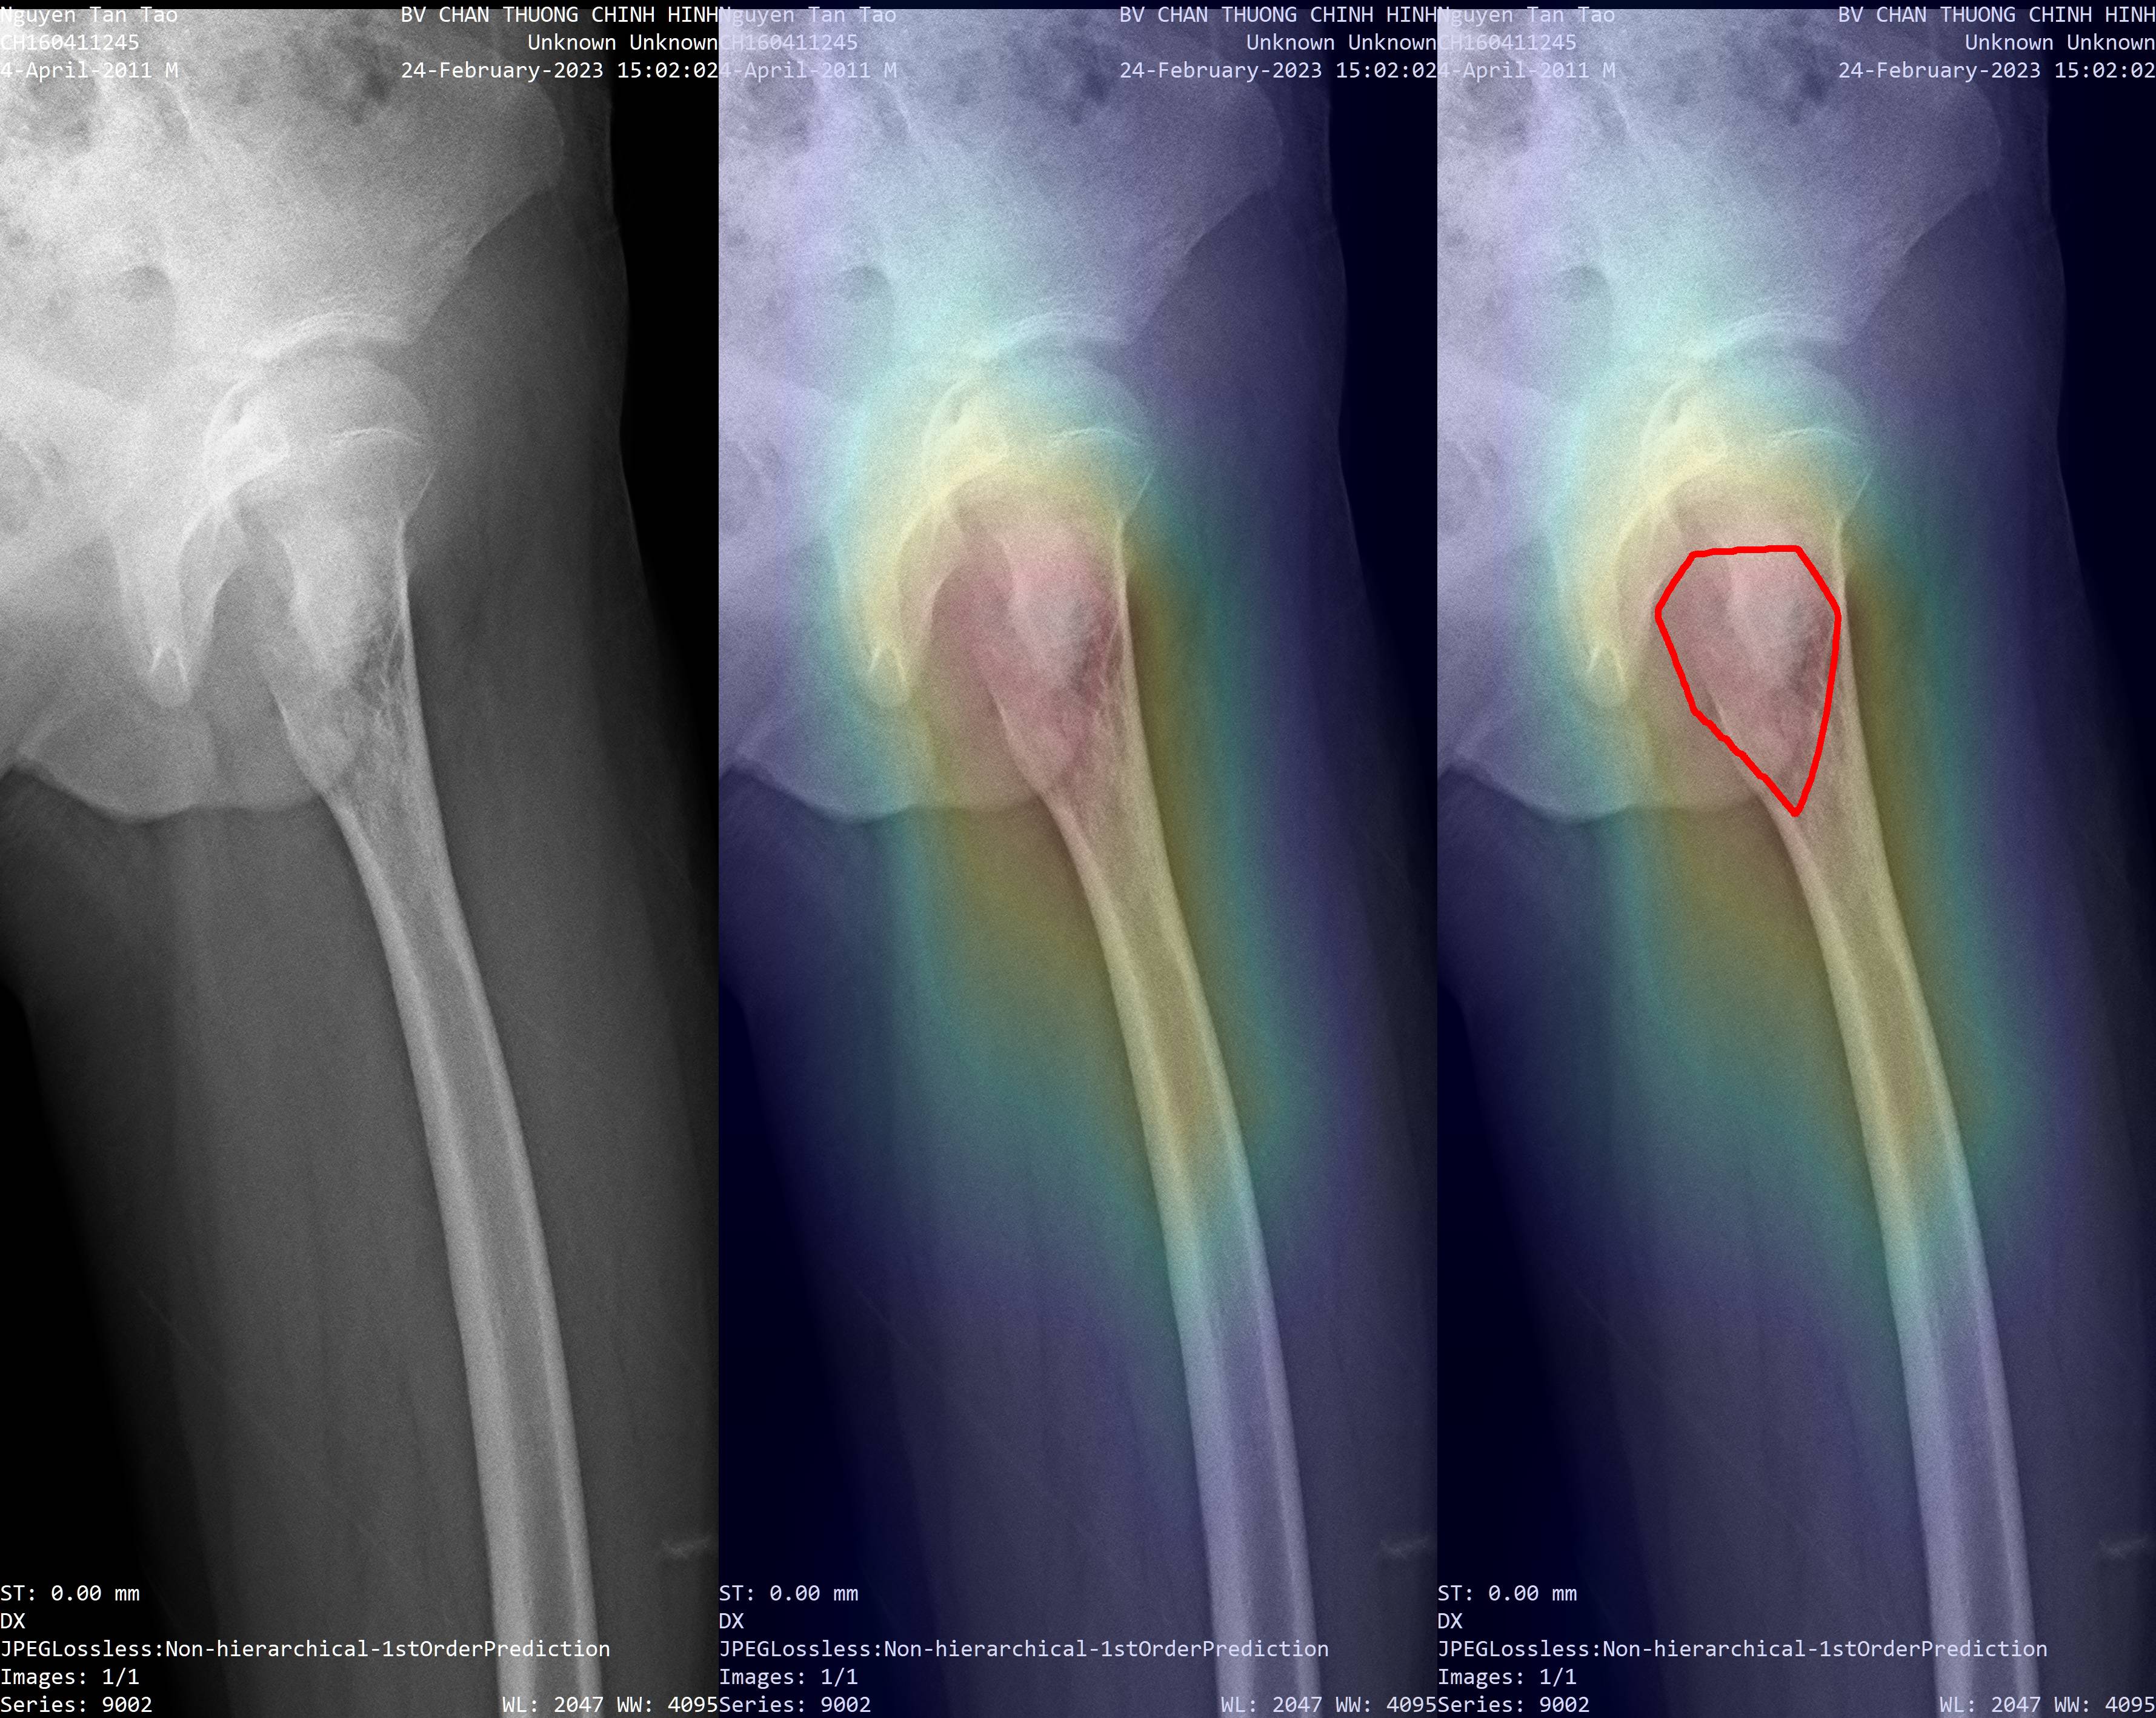 Nguyen Tan Tao
CH160411245
4-April-2011 M
BV CHAN THUONG CHINH HINH
Unknown Unknown
24-February-2023 15:02:02
ST: 0.00 mm
DX
JPEGLossless:Non-hierarchical-1stOrderPrediction
Images: 1/1
Series: 9002
WL: 2047 WW: 4095
Nguyen Tan Tao
CH160411245
4-April-2011 M
BV CHAN THUONG CHINH HINH
Unknown Unknown
24-February-2023 15:02:02
ST: 0.00 mm
DX
JPEGLossless:Non-hierarchical-1stOrderPrediction
Images: 1/1
Series: 9002
WL: 2047 WW: 4095
Nguyen Tan Tao
CH160411245
4-April-2011 M
BV CHAN THUONG CHINH HINH
Unknown Unknown
24-February-2023 15:02:02
ST: 0.00 mm
DX
JPEGLossless:Non-hierarchical-1stOrderPrediction
Images: 1/1
Series: 9002
WL: 2047 WW: 4095